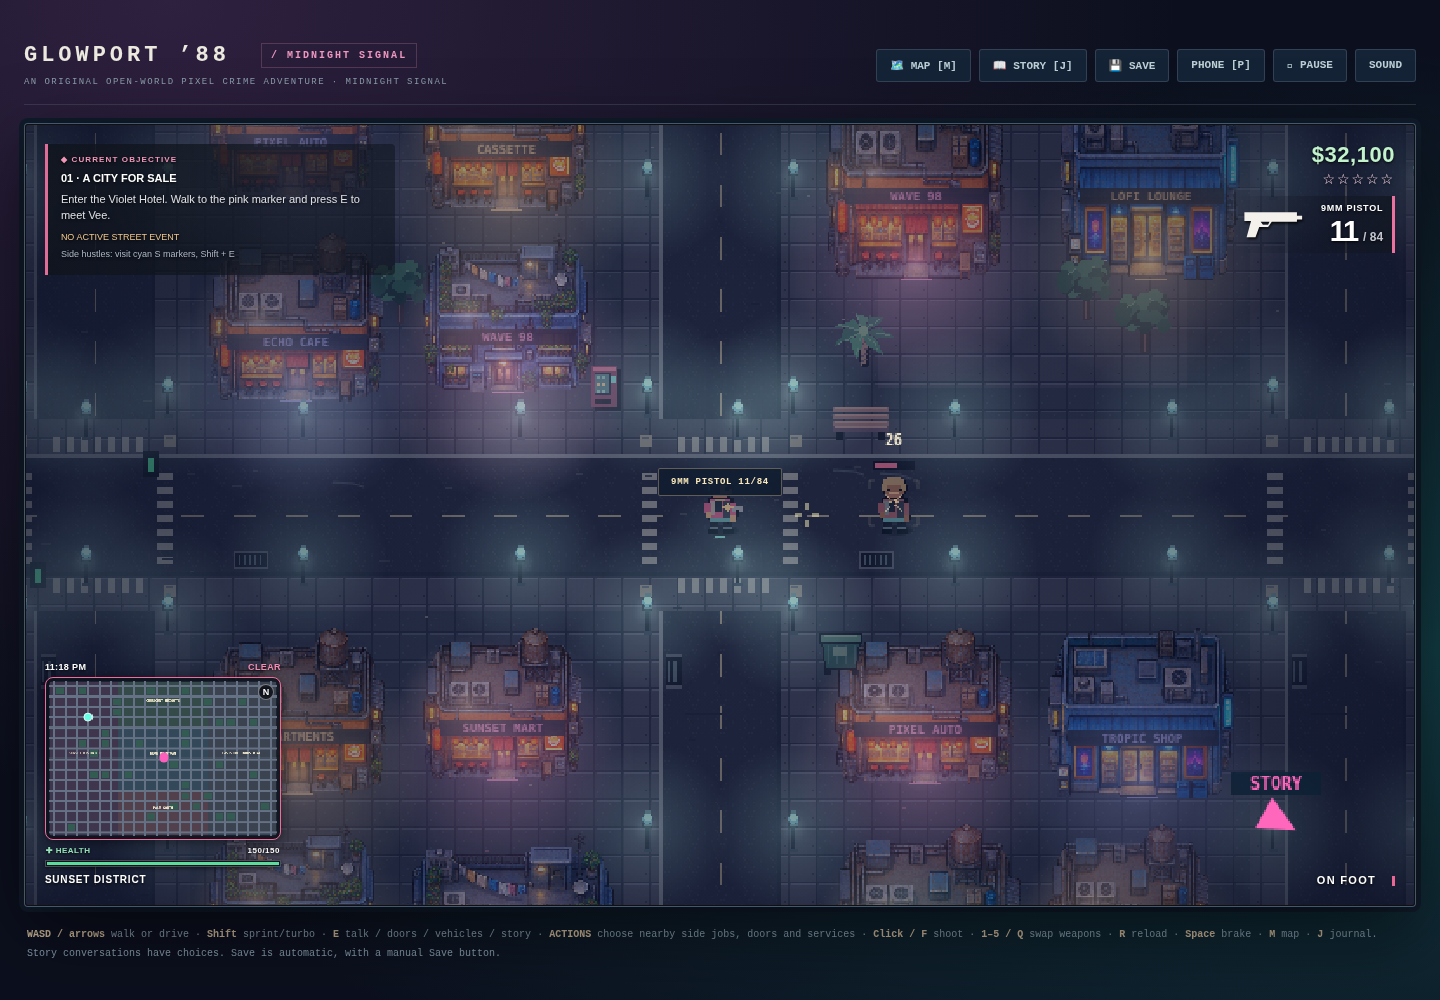 GLOWPORT ’88
/ MIDNIGHT SIGNAL
AN ORIGINAL OPEN-WORLD PIXEL CRIME ADVENTURE · MIDNIGHT SIGNAL
MAP [M]
STORY [J]
SAVE
PHONE [P]
PAUSE
SOUND
PIXEL AUTO
CASSETTE
WAVE 98
LOFI LOUNGE
◆ CURRENT OBJECTIVE
01 · A CITY FOR SALE
Enter the Violet Hotel. Walk to the pink marker and press E to
meet Vee.
NO ACTIVE STREET EVENT
Side hustles: visit cyan S markers, Shift + E
$32,100
☆☆☆☆☆
9MM PISTOL
11 / 84
ECHO CAFE
WAVE 98
26
9MM PISTOL 11/84
11:18 PM
CLEAR
N
RTMENTS
SUNSET MART
PIXEL AUTO
TROPIC SHOP
STORY
HEALTH
150/150
SUNSET DISTRICT
ON FOOT
WASD / arrows walk or drive · Shift sprint/turbo · E talk / doors / vehicles / story · ACTIONS choose nearby side jobs, doors and services · Click / F shoot · 1–5 / Q swap weapons · R reload · Space brake · M map · J journal.
Story conversations have choices. Save is automatic, with a manual Save button.